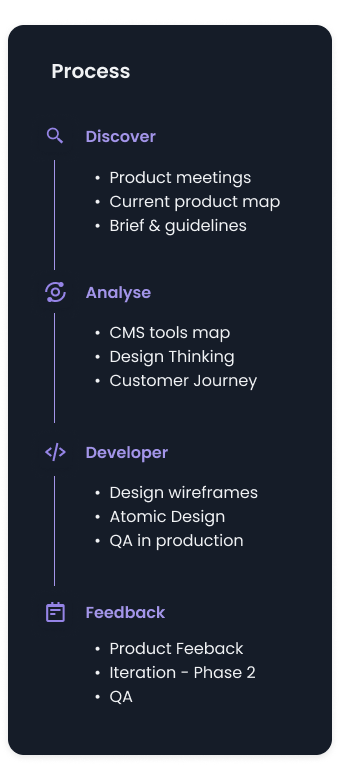 Process
Discover
• Product meetings
• Current product map
• Brief & guidelines
Analyse
• CMS tools map
• Design Thinking
• Customer Journey
Developer
• Design wireframes
• Atomic Design
• QA in production
Feedback
• Product Feeback
• Iteration - Phase 2
• QA